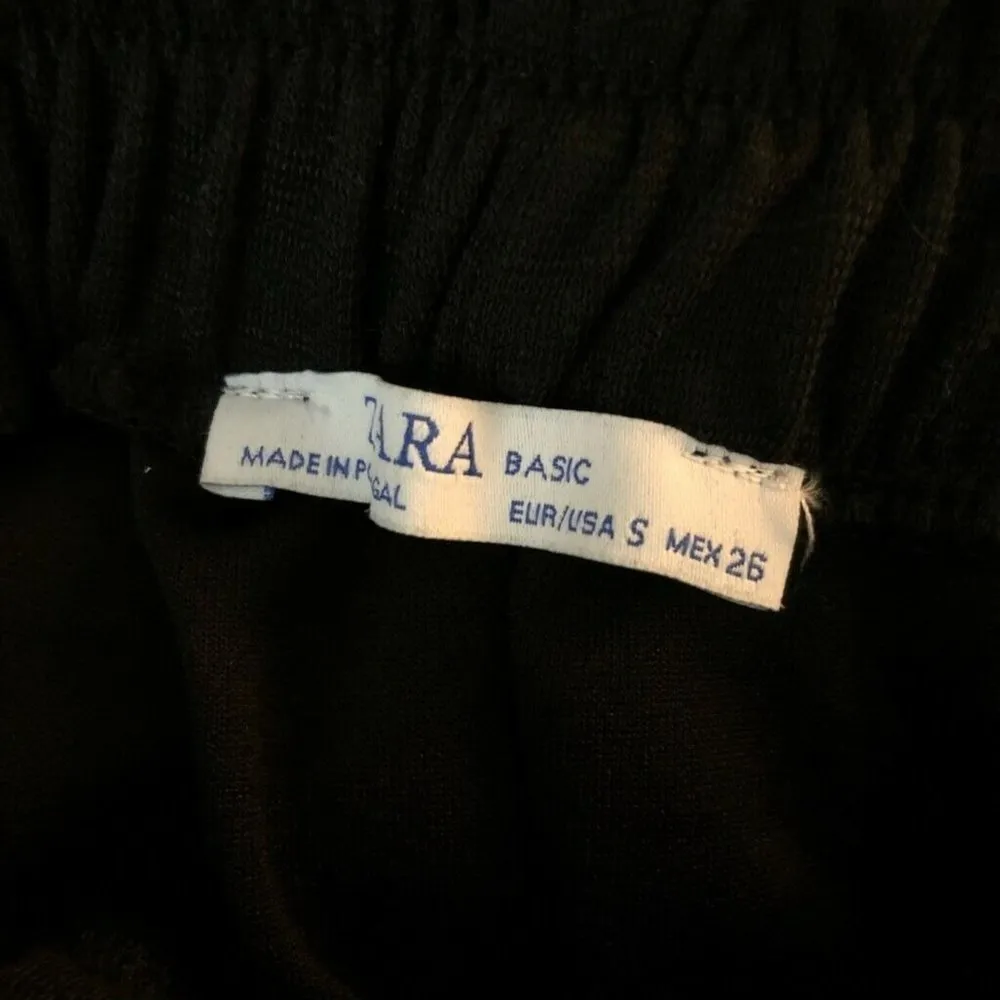 ZARA BASIC
MADE IN P GAL EUR/USA S MEX 26